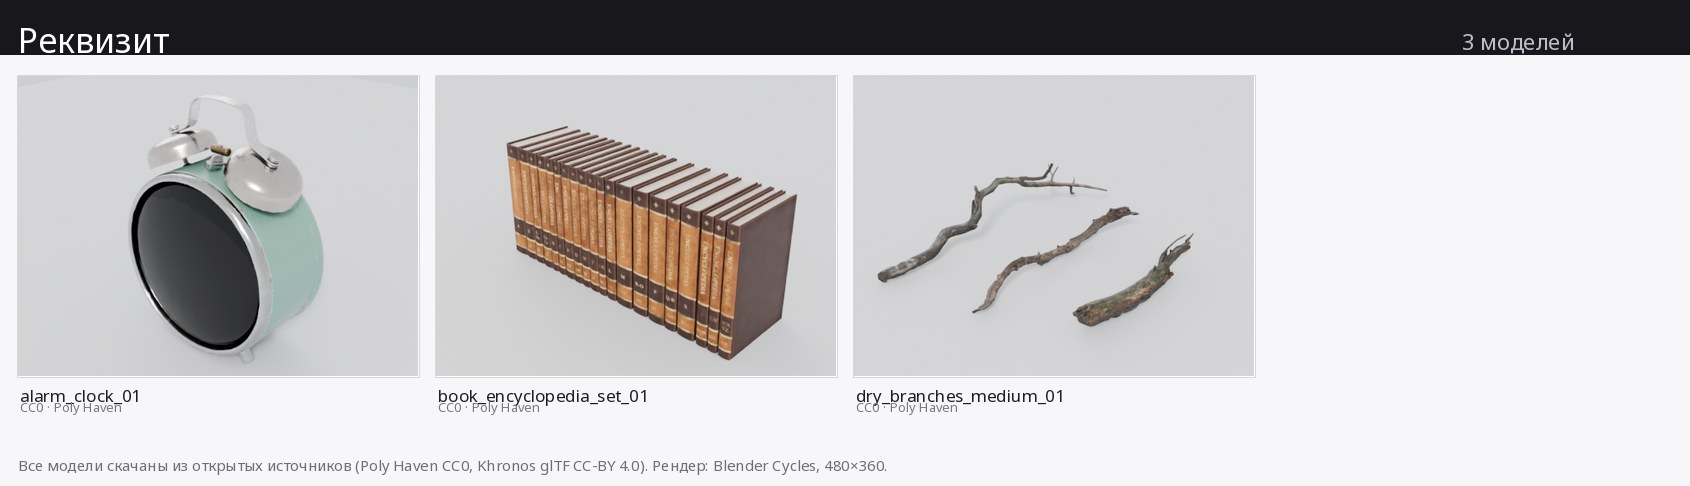 Реквизит
3 моделей
alarm_clock_01
CC0 · Poly Haven
book_encyclopedia_set_01
CC0 · Poly Haven
dry_branches_medium_01
CC0 · Poly Haven
Все модели скачаны из открытых источников (Poly Haven CC0, Khronos glTF CC-BY 4.0). Рендер: Blender Cycles, 480×360.